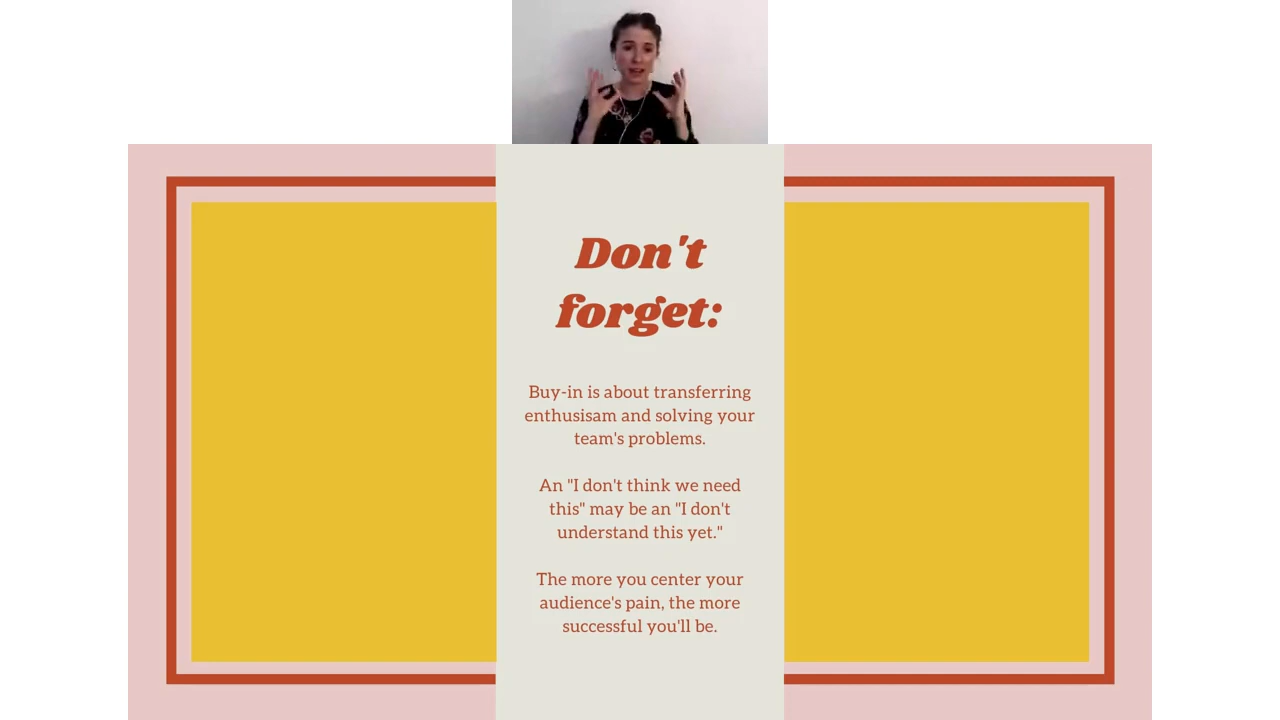 Don't
forget:
Buy-in is about transferring
enthusisam and solving your
team's problems.
An "I don't think we need
this" may be an "I don't
understand this yet."
The more you center your
audience's pain, the more
successful you'll be.